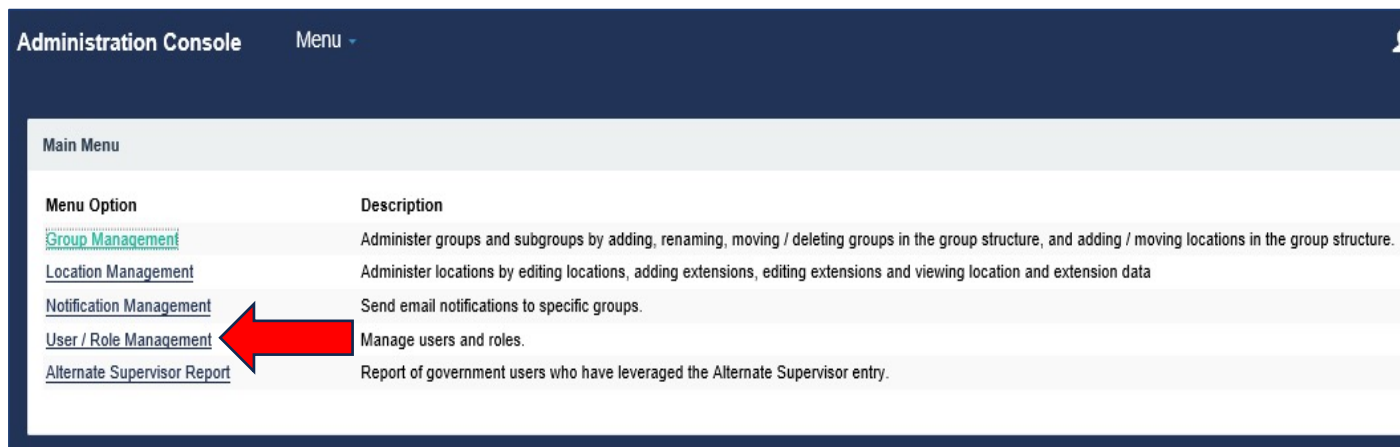 Administration Console Menu
Main Menu
Menu Option Description
Group Management Administer groups and subgroups by adding, renaming, moving / deleting groups in the group structure, and adding / moving locations in the group structure.
Location Management Administer locations by editing locations, adding extensions, editing extensions and viewing location and extension data
Notification Management Send email notifications to specific groups.
User / Role Management Manage users and roles.
Alternate Supervisor Report Report of government users who have leveraged the Alternate Supervisor entry.